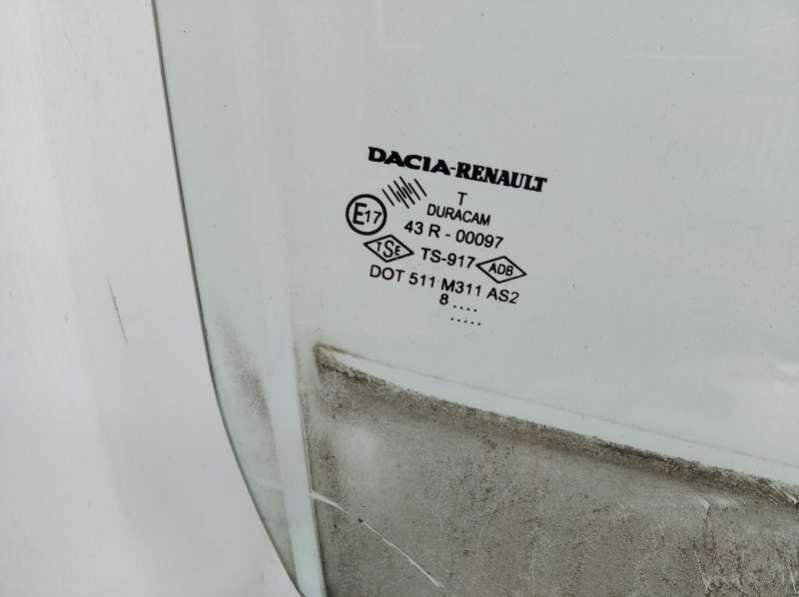 DACIA-RENAULT
T
DURACAM
E17 43 R - 00097
TSE TS-917 ADB
DOT 511 M311 AS2
8 ....
.....